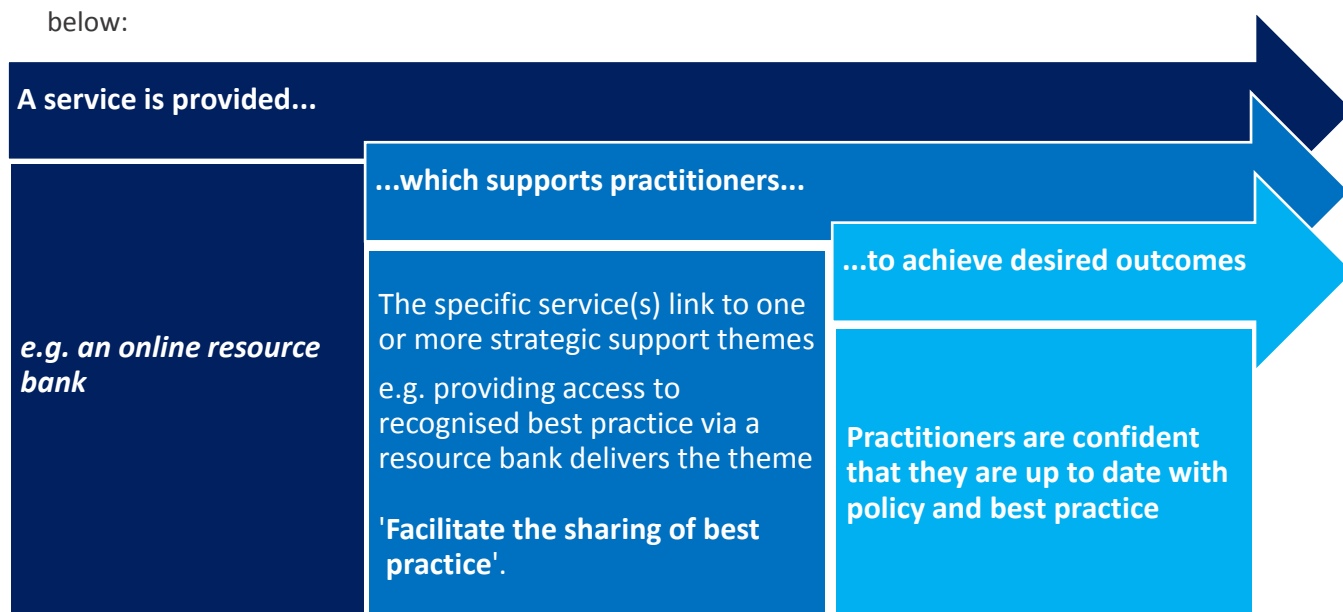 below:
A service is provided...
...which supports practitioners...
...to achieve desired outcomes
e.g. an online resource
bank
The specific service(s) link to one
or more strategic support themes
e.g. providing access to
recognised best practice via a
resource bank delivers the theme
'Facilitate the sharing of best
practice'.
Practitioners are confident
that they are up to date with
policy and best practice